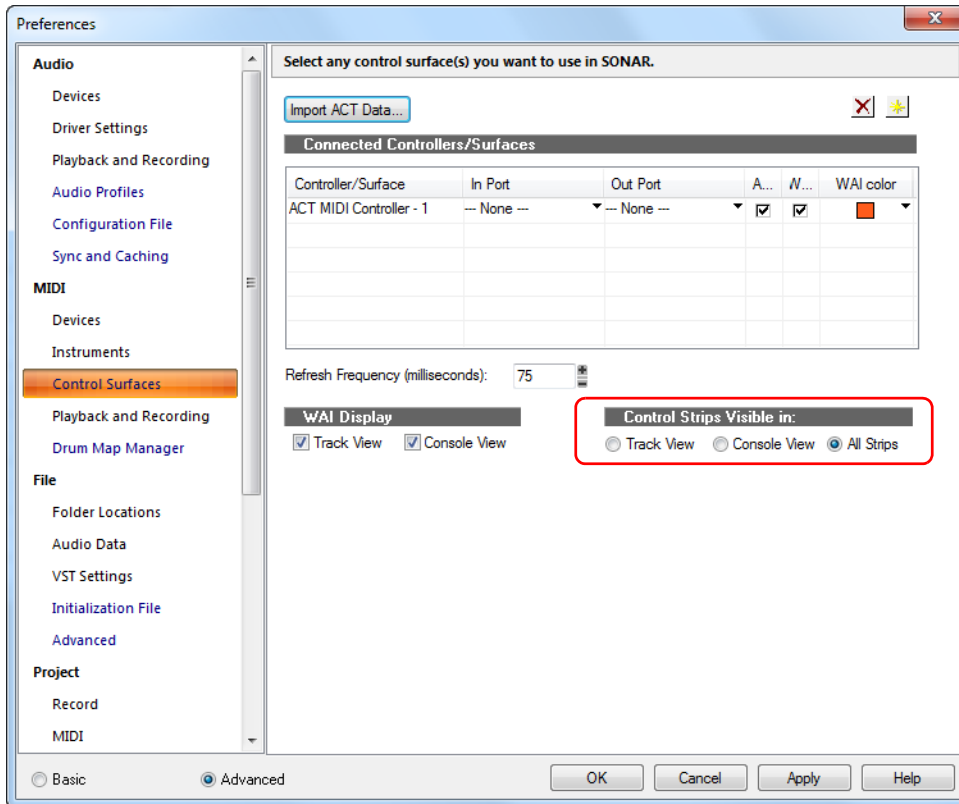 Preferences
Audio
Devices
Driver Settings
Playback and Recording
Audio Profiles
Configuration File
Sync and Caching
MIDI
Devices
Instruments
Control Surfaces
Playback and Recording
Drum Map Manager
File
Folder Locations
Audio Data
VST Settings
Initialization File
Advanced
Project
Record
MIDI
Basic Advanced
Select any control surface(s) you want to use in SONAR.
Import ACT Data...
Connected Controllers/Surfaces
Controller/Surface In Port Out Port A... W... WAI color
ACT MIDI Controller - 1 --- None --- --- None ---
Refresh Frequency (milliseconds): 75
WAI Display
Track View Console View
Control Strips Visible in:
Track View Console View All Strips
OK Cancel Apply Help